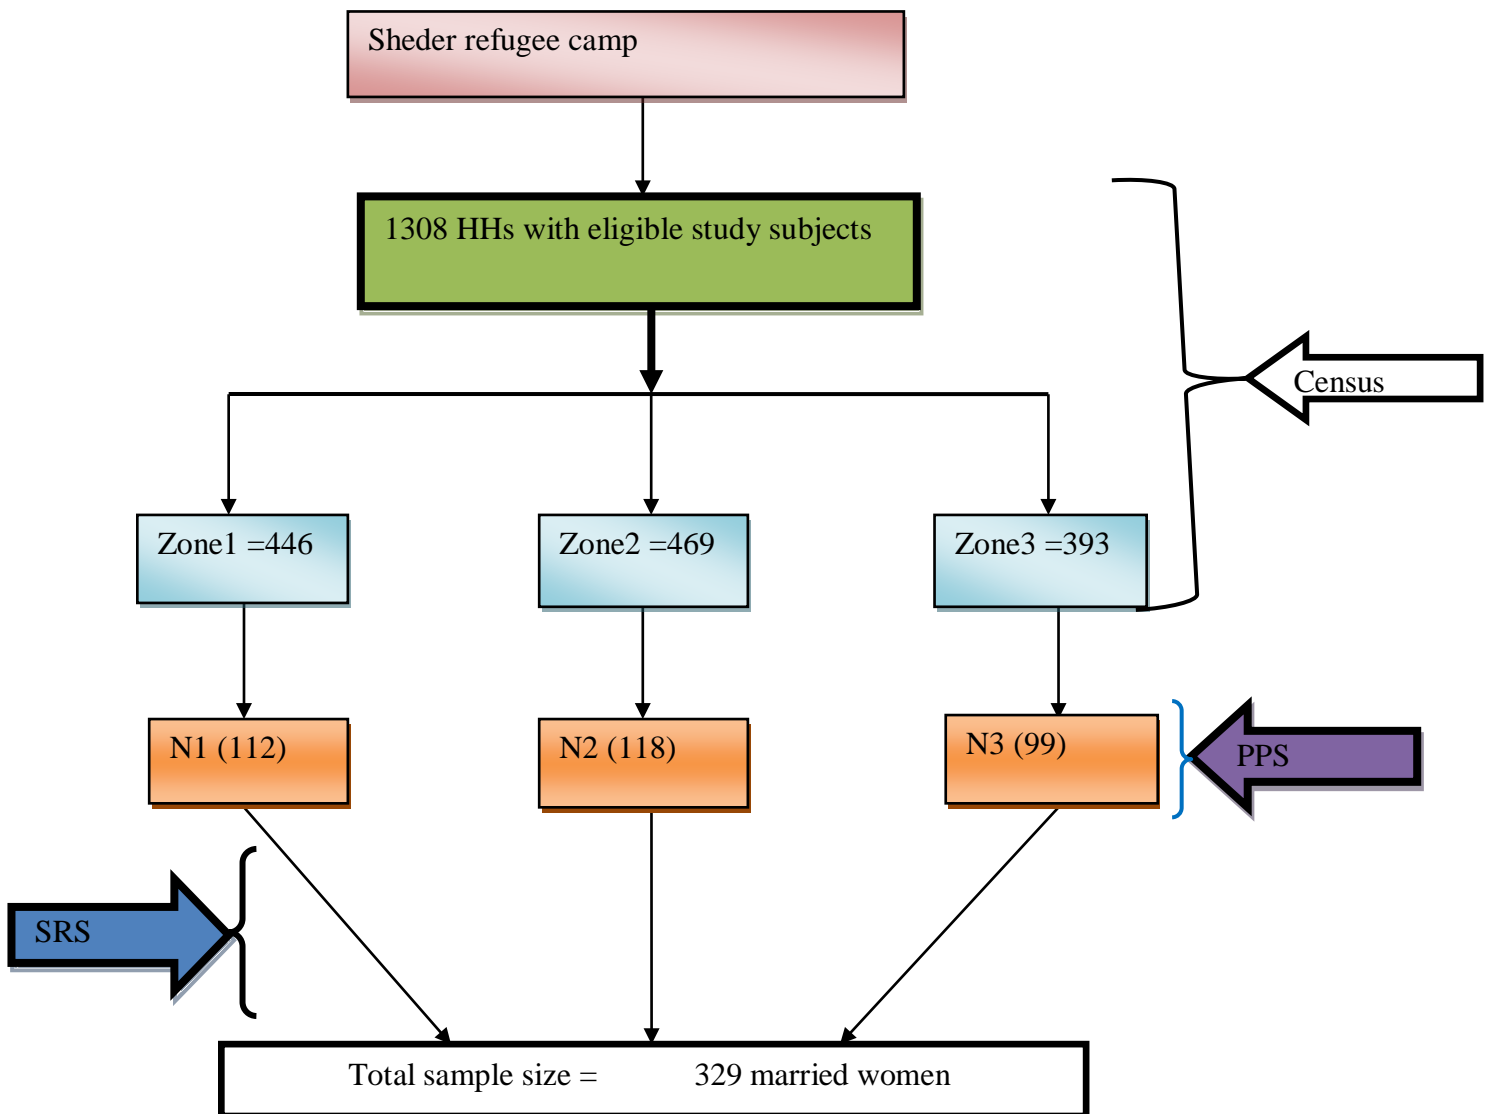 Sheder refugee camp
1308 HHs with eligible study subjects
Census
Zone1 =446
Zone2 =469
Zone3 =393
N1 (112)
N2 (118)
N3 (99)
PPS
SRS
Total sample size = 329 married women